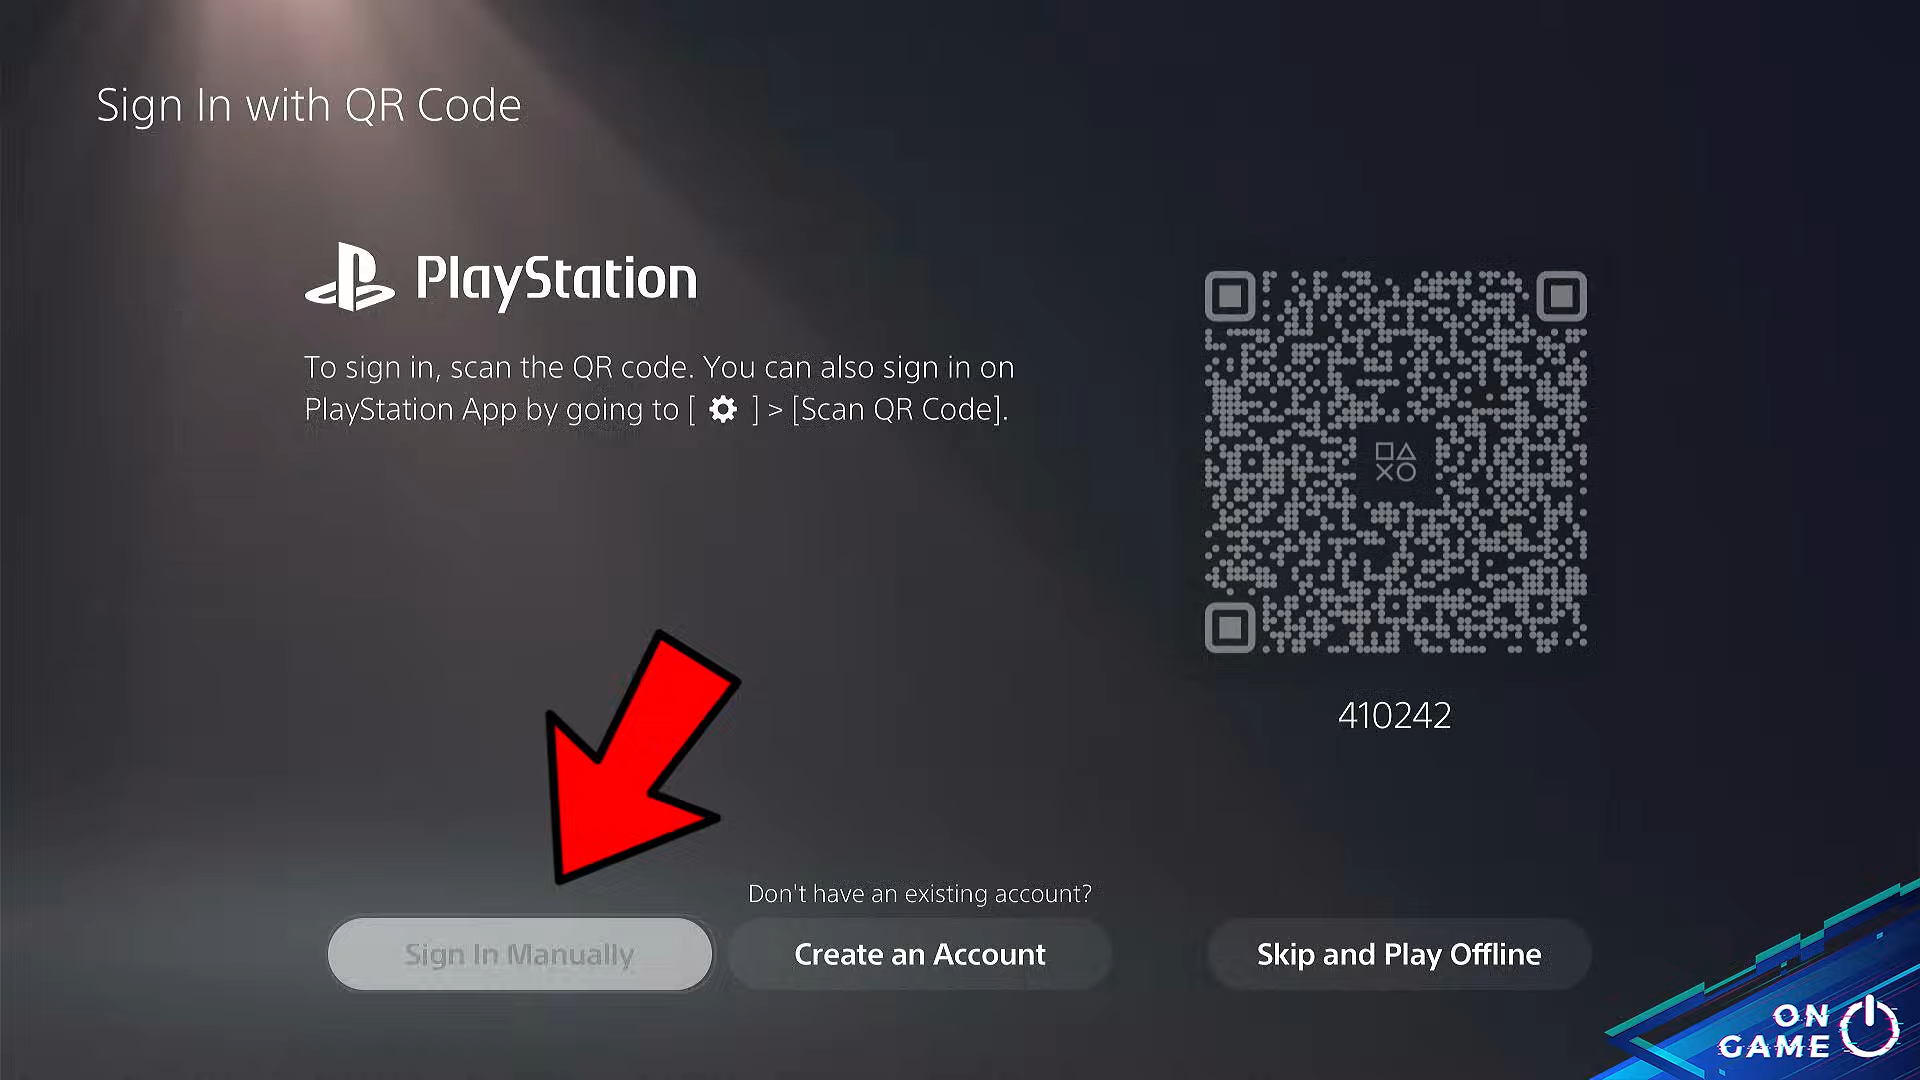 Sign In with QR Code
PlayStation
To sign in, scan the QR code. You can also sign in on
PlayStation App by going to [ ⚙ ] > [Scan QR Code].
410242
Don't have an existing account?
Sign In Manually
Create an Account
Skip and Play Offline
ON
GAME